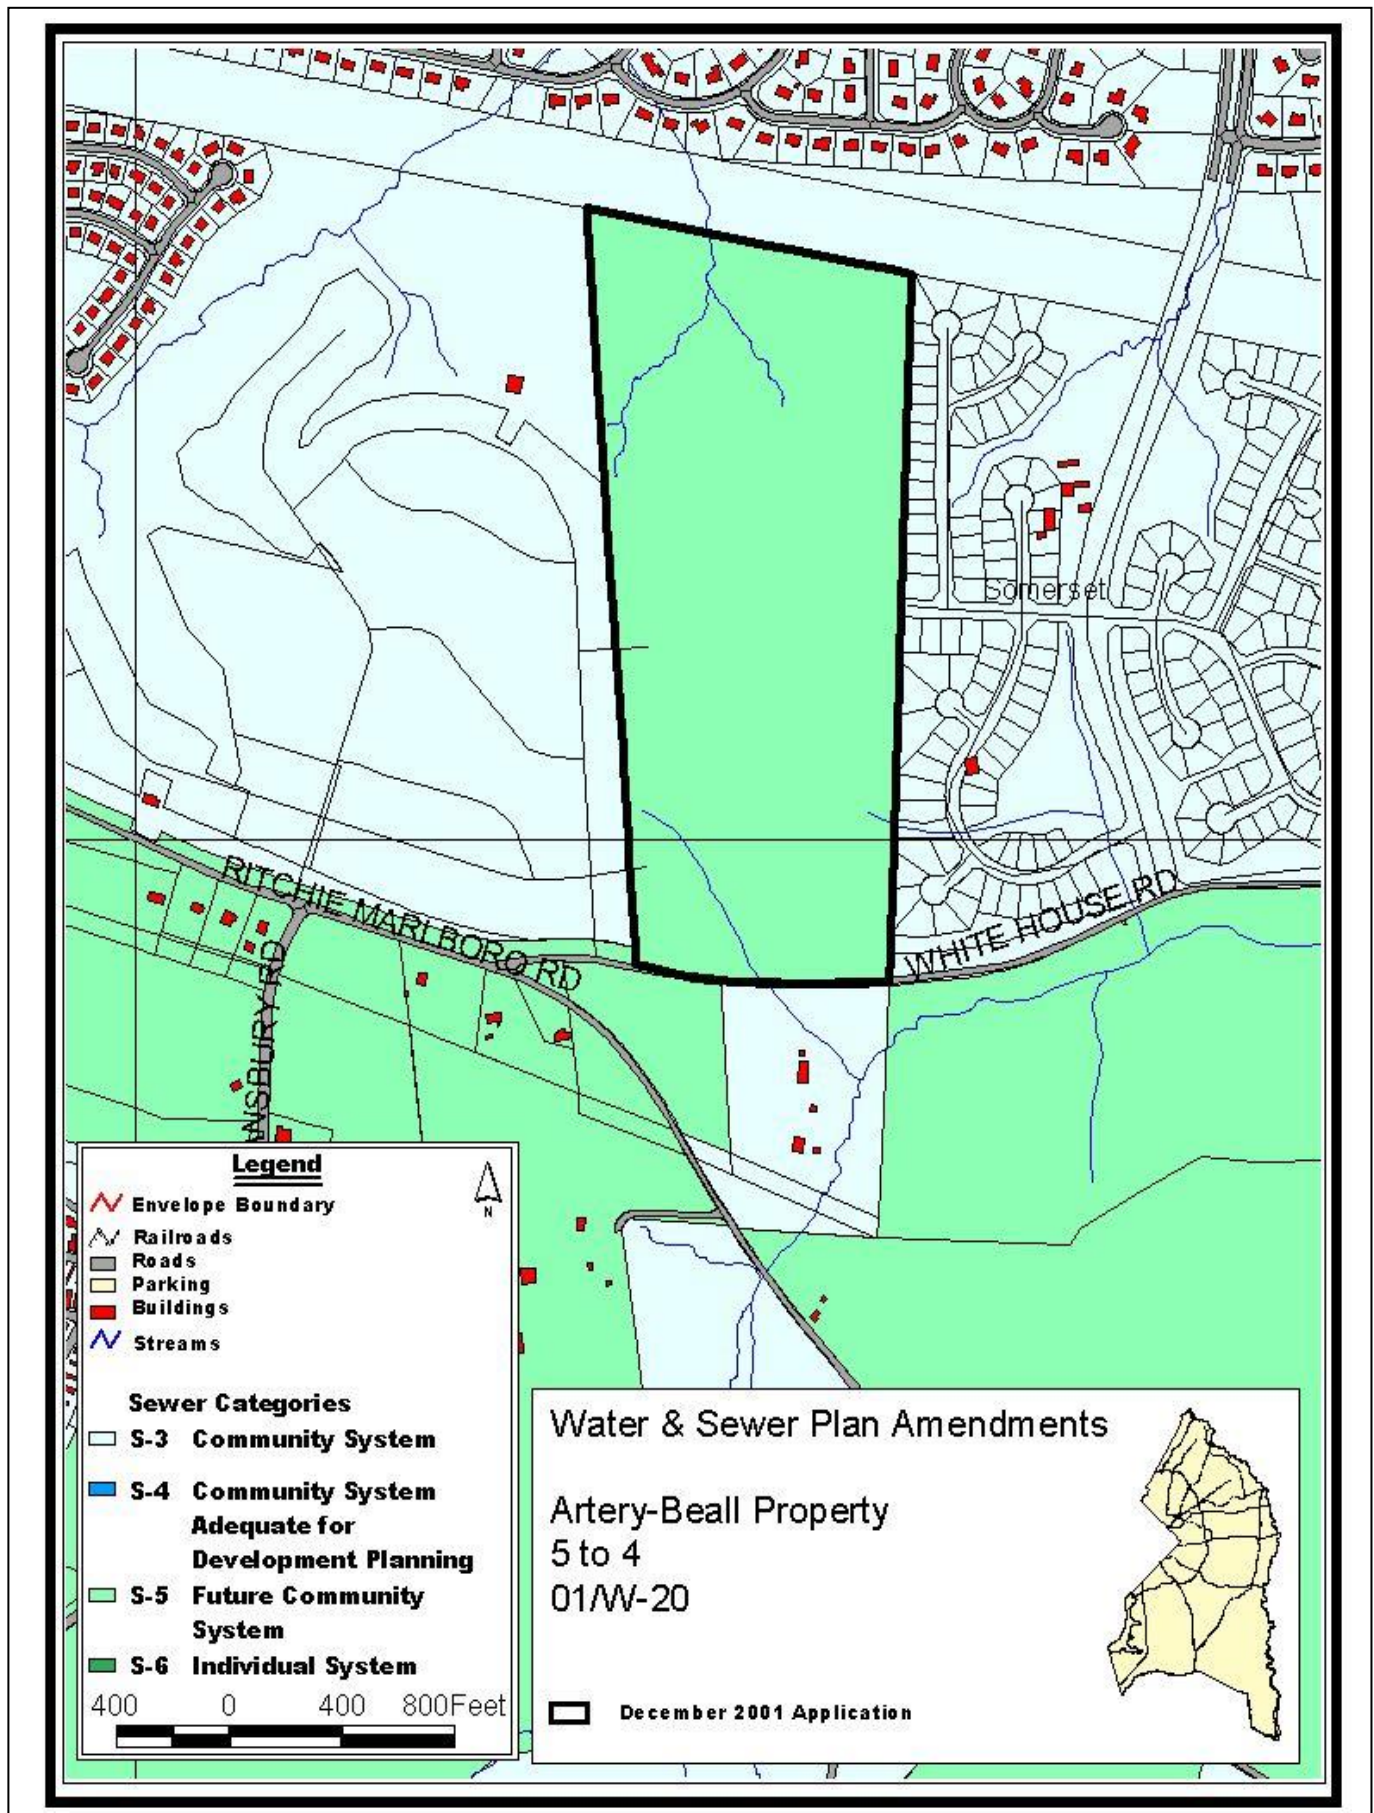 Somerset
RITCHIE MARLBORO RD
WHITE HOUSE RD
WNSBURY RD
Legend
N
Envelope Boundary
Railroads
Roads
Parking
Buildings
Streams
Sewer Categories
S-3 Community System
S-4 Community System
Adequate for
Development Planning
S-5 Future Community
System
S-6 Individual System
400 0 400 800Feet
Water & Sewer Plan Amendments
Artery-Beall Property
5 to 4
01/W-20
December 2001 Application